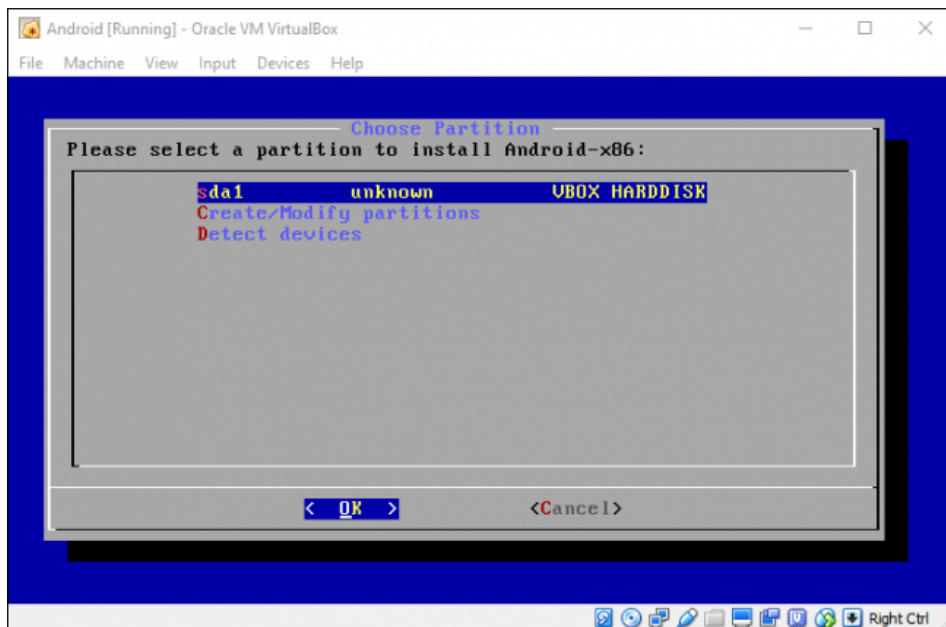 Android [Running] - Oracle VM VirtualBox
File Machine View Input Devices Help
Choose Partition
Please select a partition to install Android-x86:
sda1 unknown VBOX HARDDISK
Create/Modify partitions
Detect devices
< OK > <Cancel>
Right Ctrl